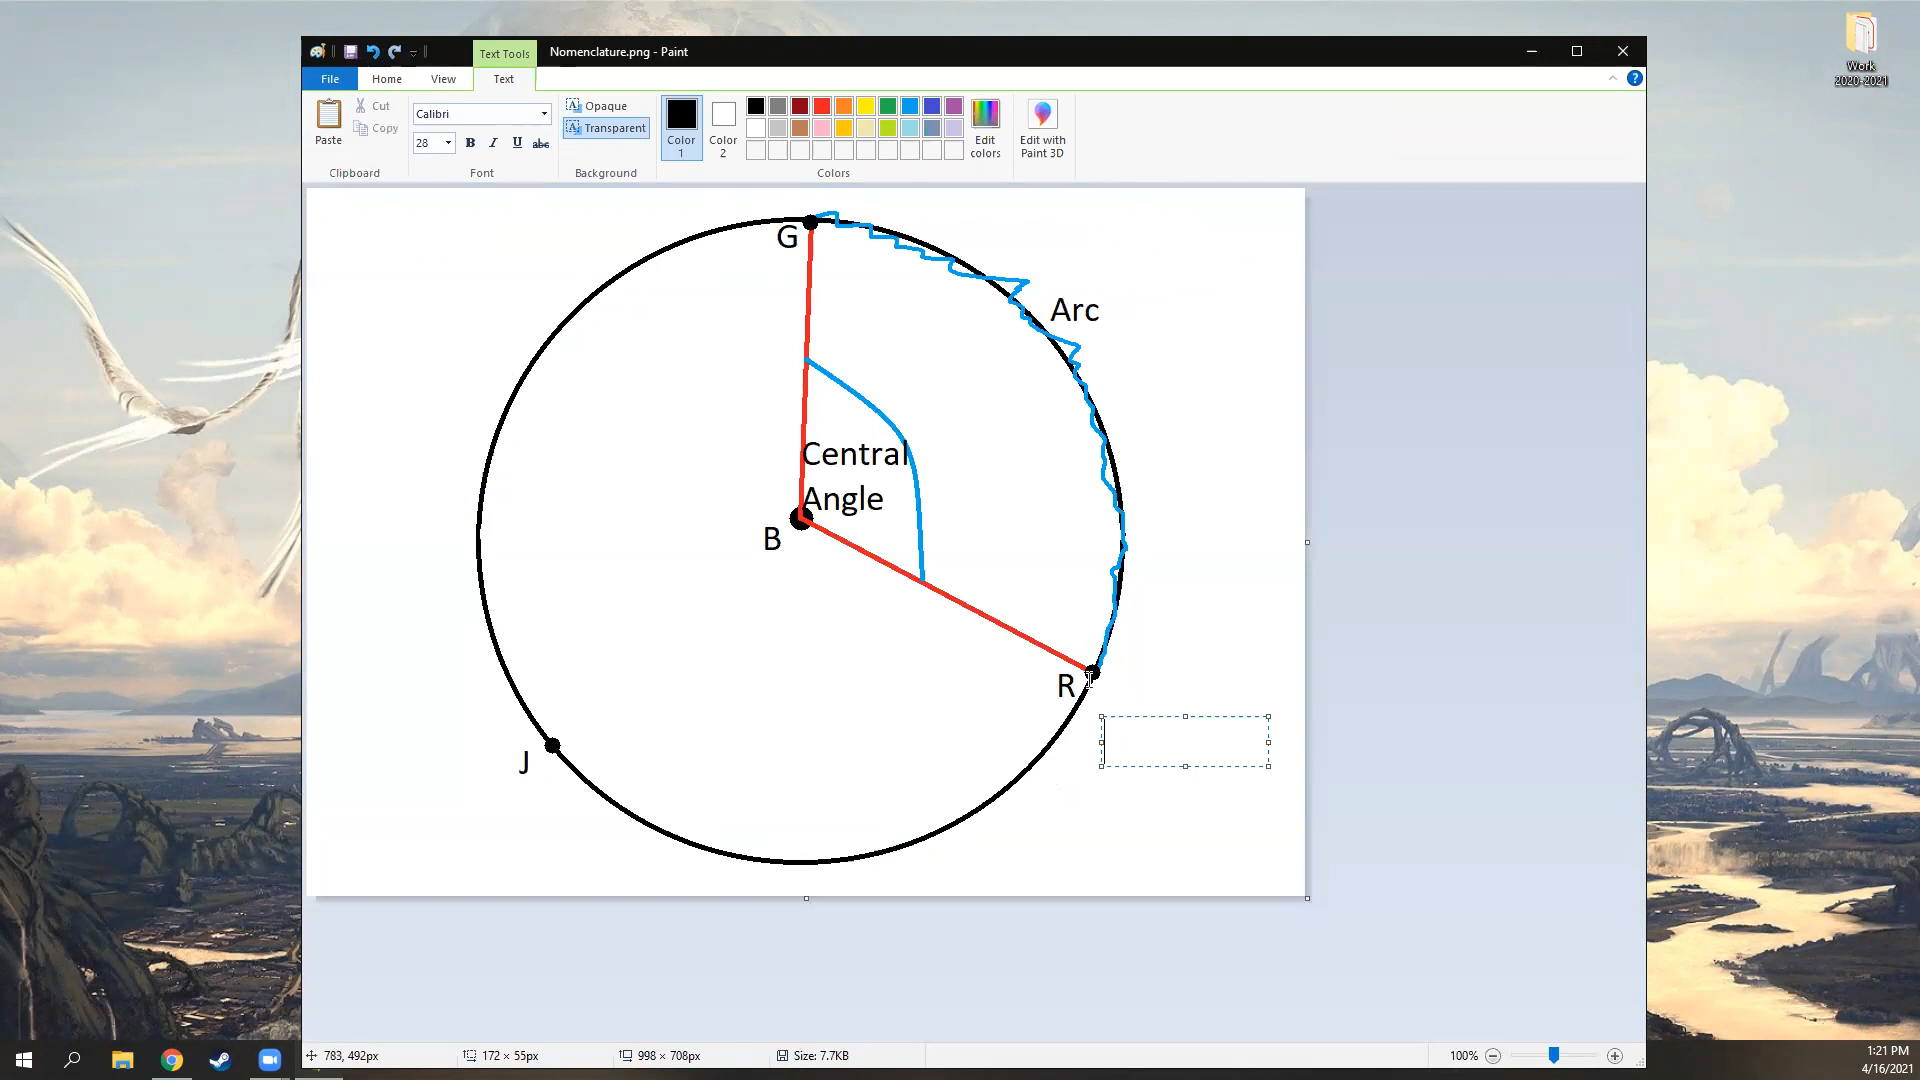 Text Tools
Nomenclature.png - Paint
Work
2020-2021
File
Home
View
Text
Paste
Cut
Copy
Calibri
28
B
I
U
abc
Opaque
Transparent
Color
1
Color
2
Edit
colors
Edit with
Paint 3D
Clipboard
Font
Background
Colors
G
Arc
Central
Angle
B
R
J
783, 492px
172 × 55px
998 × 708px
Size: 7.7KB
100%
1:21 PM
4/16/2021